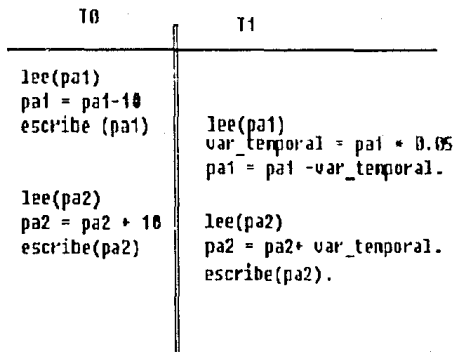 T0
T1
lee(pa1)
pa1 = pa1-10
escribe (pa1)
lee(pa1)
var_temporal = pa1 * 0.05
pa1 = pa1 -var_temporal.
lee(pa2)
pa2 = pa2 + 10
escribe(pa2)
lee(pa2)
pa2 = pa2+ var_temporal.
escribe(pa2).